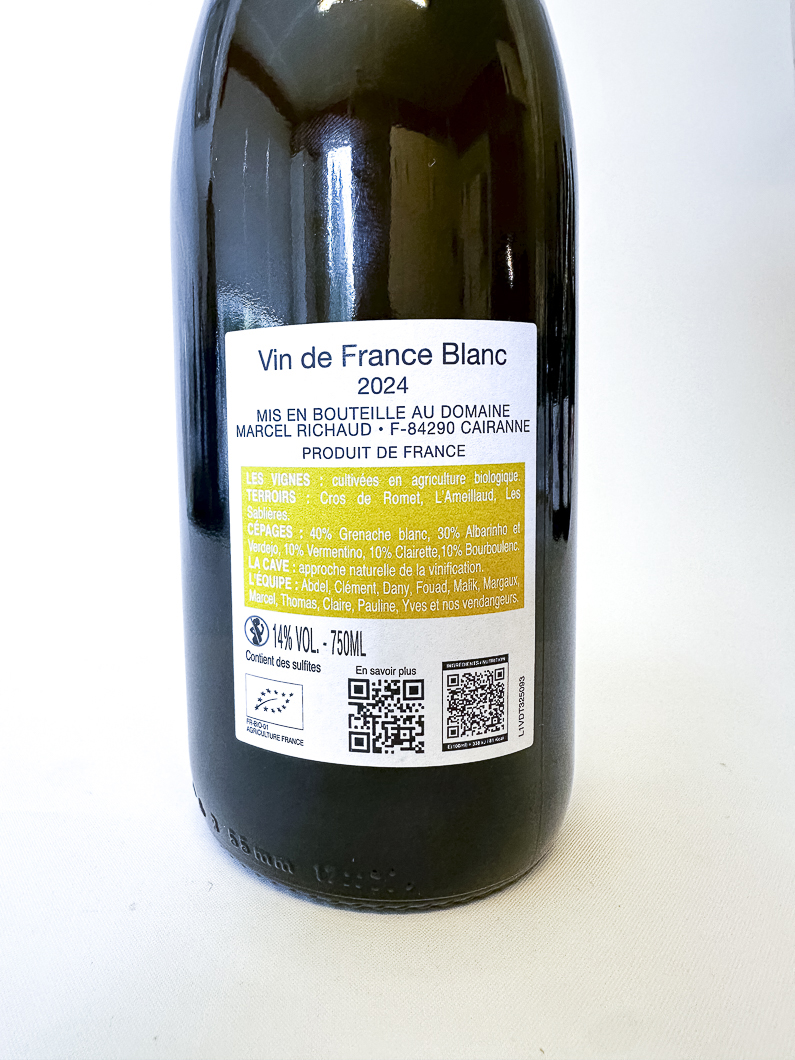 Vin de France Blanc
2024
MIS EN BOUTEILLE AU DOMAINE
MARCEL RICHAUD • F-84290 CAIRANNE
PRODUIT DE FRANCE
LES VIGNES : cultivées en agriculture biologique.
TERROIRS : Cros de Romet, L'Ameillaud, Les
Sablières.
CÉPAGES : 40% Grenache blanc, 30% Albarinho et
Verdejo, 10% Vermentino, 10% Clairette,10% Bourboulenc.
LA CAVE : approche naturelle de la vinification.
L'ÉQUIPE : Abdel, Clément, Dany, Fouad, Malik, Margaux,
Marcel, Thomas, Claire, Pauline, Yves et nos vendangeurs.
14% VOL. - 750ML
Contient des sulfites
En savoir plus
INGREDIENTS • NUTRITION
FR-BIO-01
AGRICULTURE FRANCE
L1VDT325093
55mm